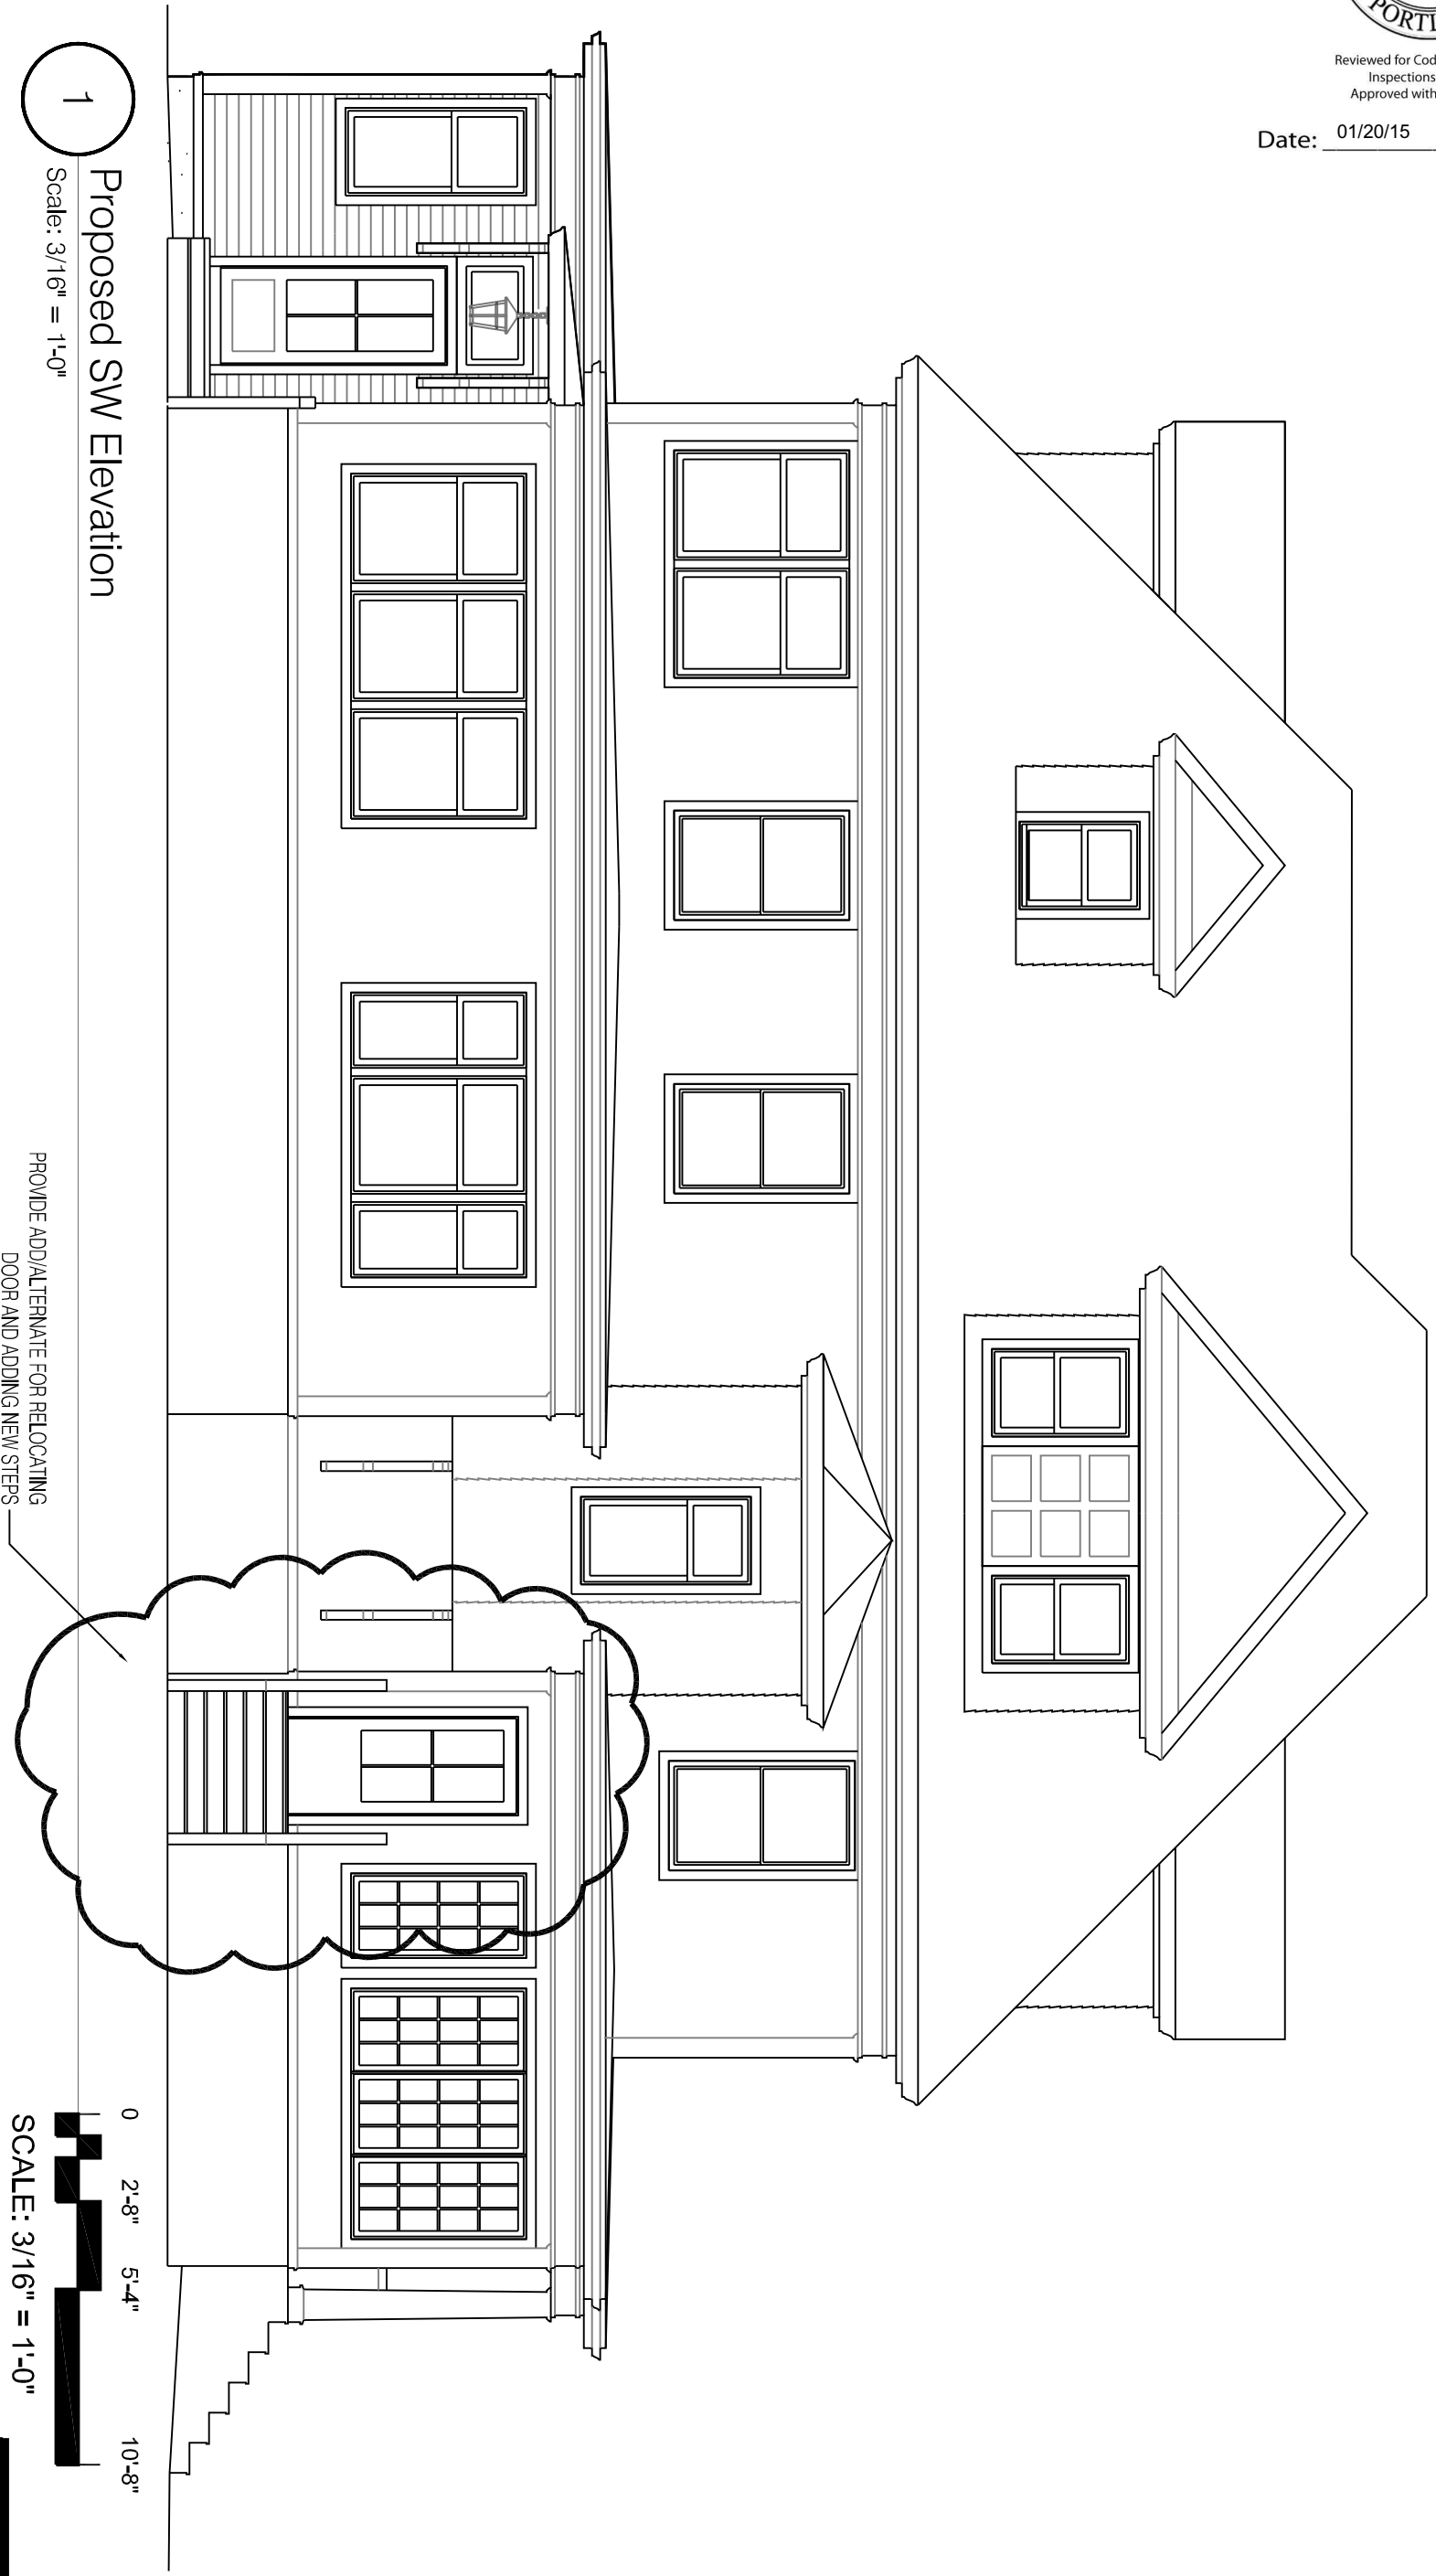 Reviewed for Cod
Inspections
Approved with
Date: 01/20/15
1
Proposed SW Elevation
Scale: 3/16" = 1'-0"
PROVIDE ADD/ALTERNATE FOR RELOCATING
DOOR AND ADDING NEW STEPS
0 2'-8" 5'-4" 10'-8"
SCALE: 3/16" = 1'-0"